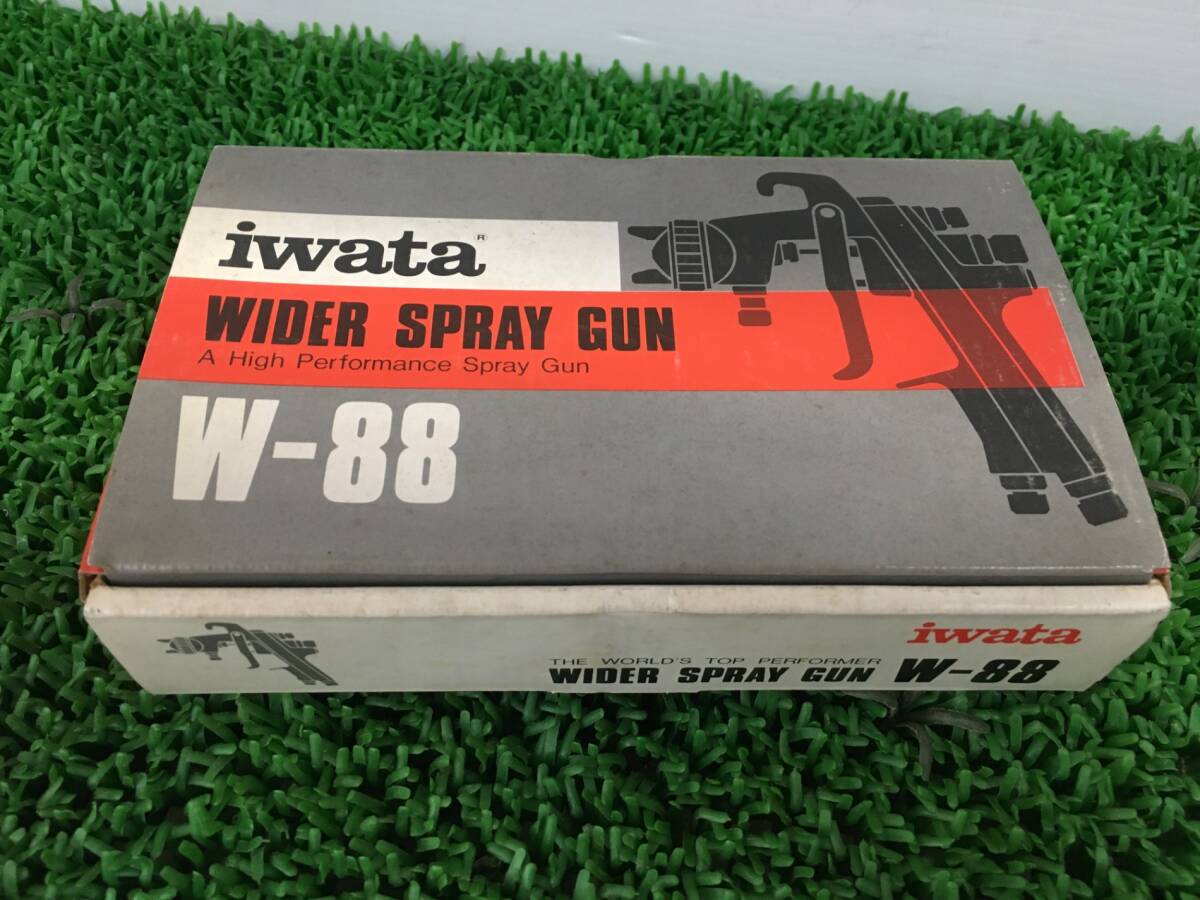 iwata®
WIDER SPRAY GUN
A High Performance Spray Gun
W-88
iwata
THE WORLD'S TOP PERFORMER
WIDER SPRAY GUN W-88